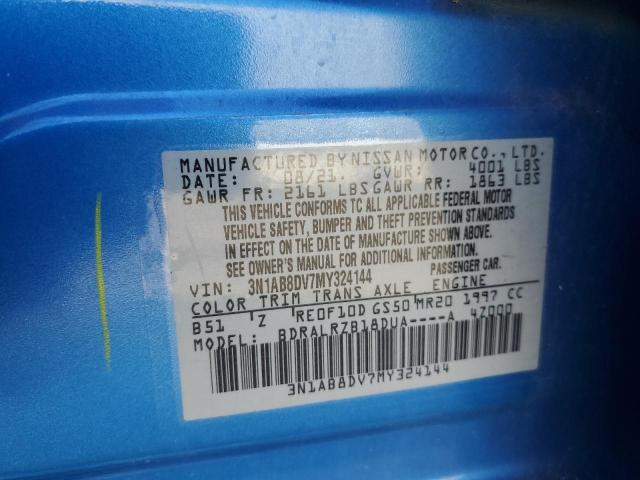 MANUFACTURED BY NISSAN MOTOR CO., LTD.
DATE: 08/21 GVWR: 4001 LBS
GAWR FR: 2161 LBS GAWR RR: 1863 LBS
THIS VEHICLE CONFORMS TO ALL APPLICABLE FEDERAL MOTOR
VEHICLE SAFETY, BUMPER AND THEFT PREVENTION STANDARDS
IN EFFECT ON THE DATE OF MANUFACTURE SHOWN ABOVE.
SEE OWNER'S MANUAL FOR ADDITIONAL INFORMATION.
VIN: 3N1AB8DV7MY324144 PASSENGER CAR.
COLOR TRIM TRANS AXLE ENGINE
B51 Z RE0F10D GS50 MR20 1997 CC
MODEL: BDRALRZB18DUA----A 4Z000
3N1AB8DV7MY324144